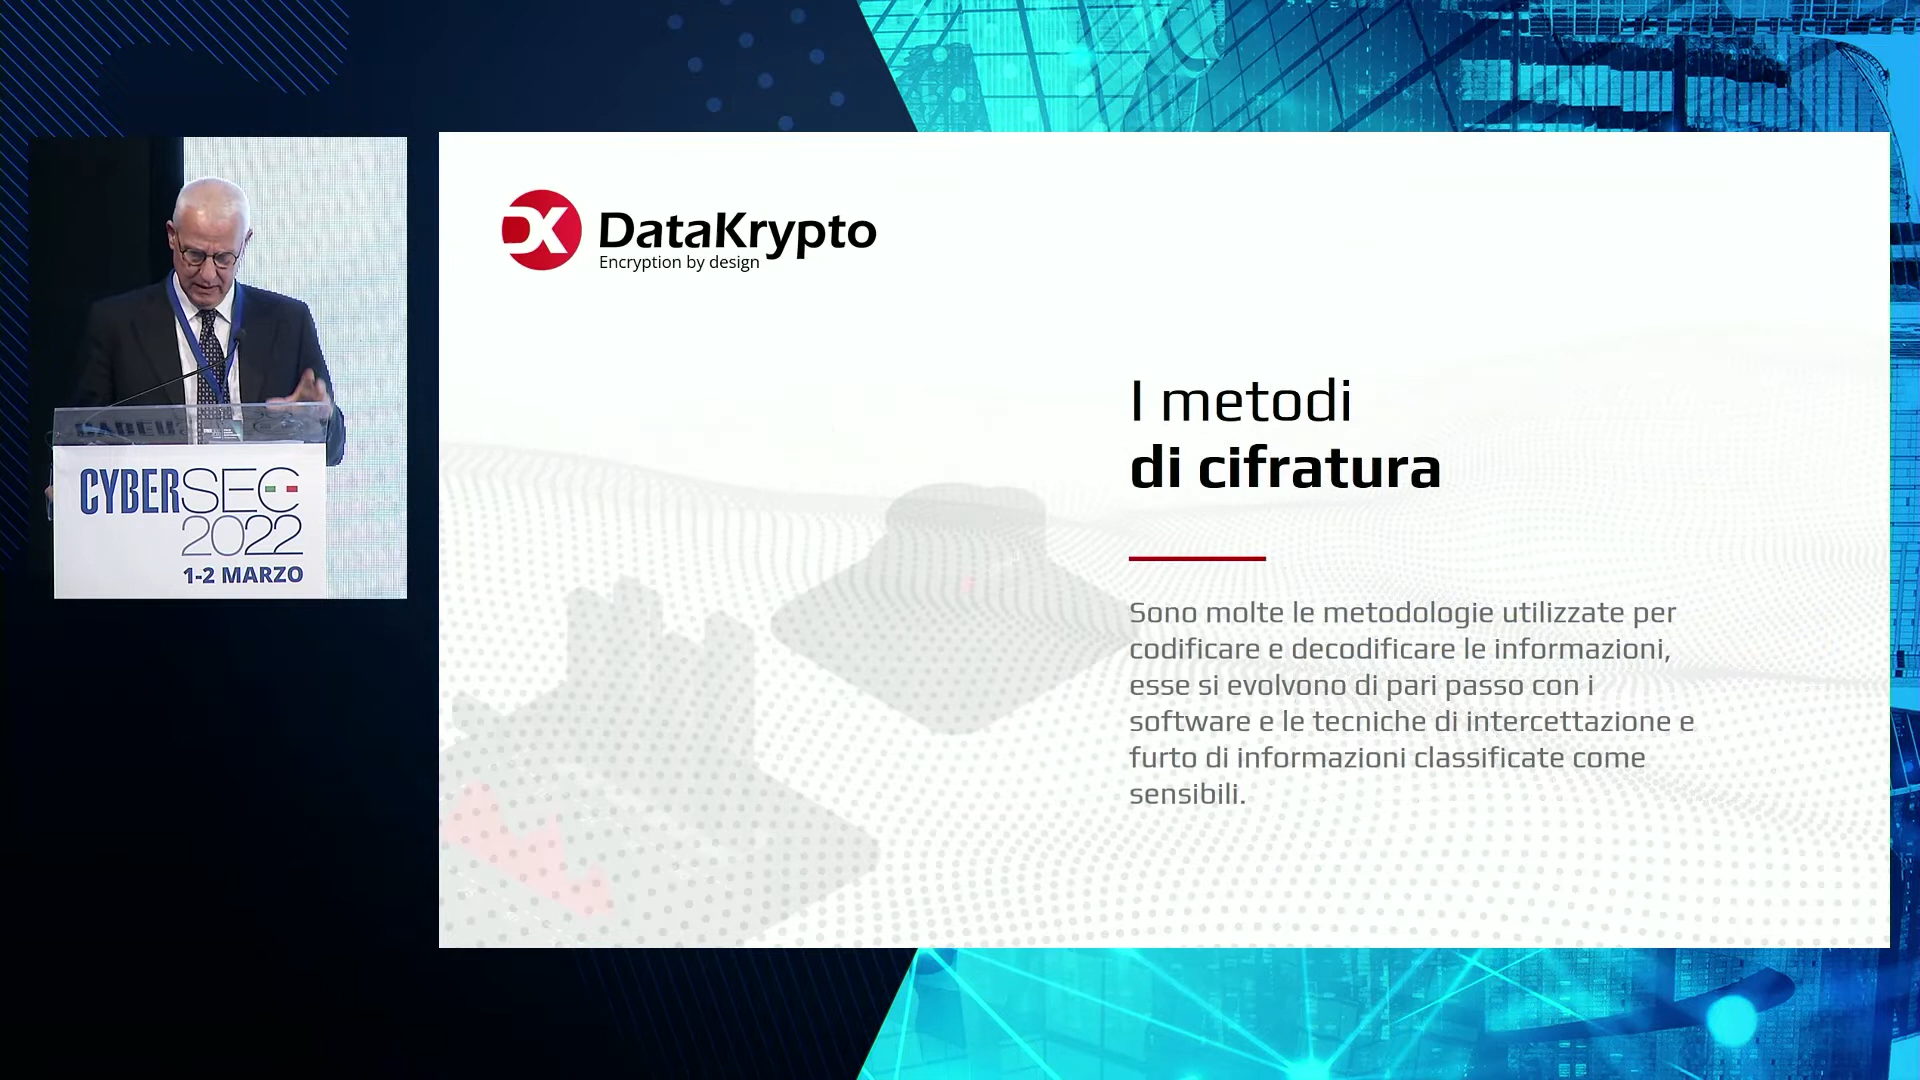 DX DataKrypto
Encryption by design
I metodi
di cifratura
Sono molte le metodologie utilizzate per
codificare e decodificare le informazioni,
esse si evolvono di pari passo con i
software e le tecniche di intercettazione e
furto di informazioni classificate come
sensibili.
CYBERSEC
2022
1-2 MARZO